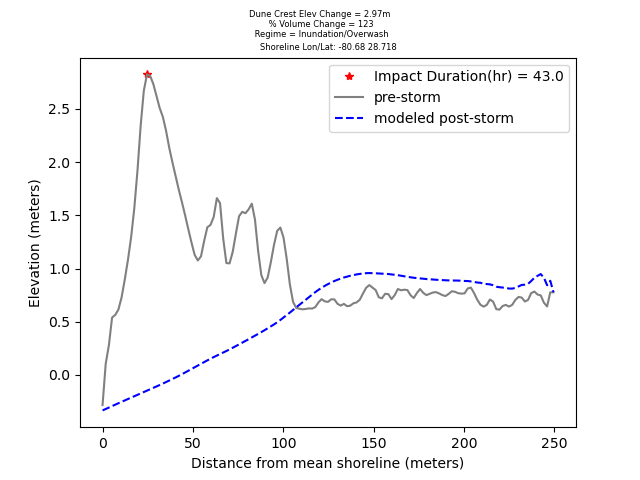 Dune Crest Elev Change = 2.97m
% Volume Change = 123
Regime = Inundation/Overwash
Shoreline Lon/Lat: -80.68 28.718
Impact Duration(hr) = 43.0
pre-storm
modeled post-storm
2.5
2.0
1.5
1.0
0.5
0.0
Elevation (meters)
0 50 100 150 200 250
Distance from mean shoreline (meters)